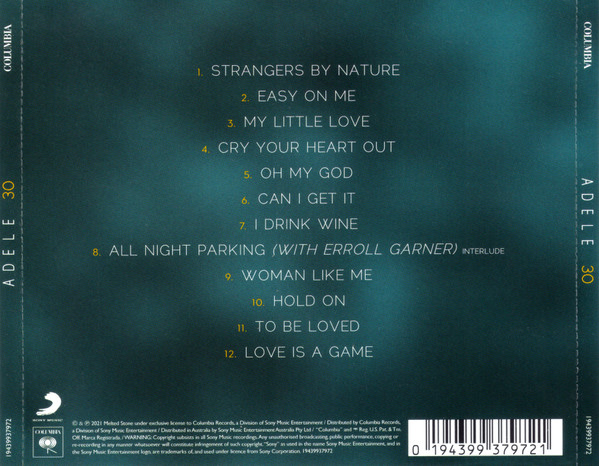 COLUMBIA
ADELE 30
19439937972
1. STRANGERS BY NATURE
2. EASY ON ME
3. MY LITTLE LOVE
4. CRY YOUR HEART OUT
5. OH MY GOD
6. CAN I GET IT
7. I DRINK WINE
8. ALL NIGHT PARKING (WITH ERROLL GARNER) INTERLUDE
9. WOMAN LIKE ME
10. HOLD ON
11. TO BE LOVED
12. LOVE IS A GAME
SONY MUSIC
COLUMBIA
© & ℗ 2021 Melted Stone under exclusive license to Columbia Records, a Division of Sony Music Entertainment / Distributed by Columbia Records,
a Division of Sony Music Entertainment / Distributed in Australia by Sony Music Entertainment Australia Pty Ltd / "Columbia" and ™ Reg. U.S. Pat. & Tm.
Off. Marca Registrada. / WARNING: Copyright subsists in all Sony Music recordings. Any unauthorised broadcasting, public performance, copying or
re-recording in any manner whatsoever will constitute infringement of such copyright. "Sony" as used in the name Sony Music Entertainment, and in
the Sony Music Entertainment logo, are trademarks of, and used under licence from Sony Corporation. 19439937972
0 194399 379721
COLUMBIA
ADELE 30
19439937972